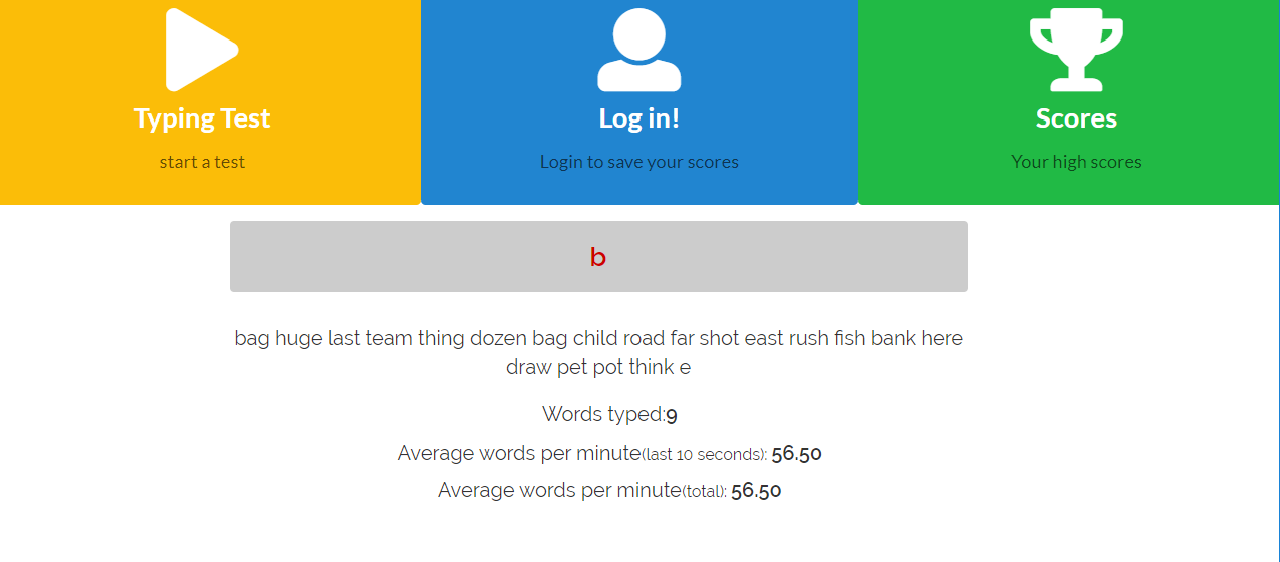 Typing Test
start a test
Log in!
Login to save your scores
Scores
Your high scores
b
bag huge last team thing dozen bag child road far shot east rush fish bank here
draw pet pot think e
Words typed:9
Average words per minute(last 10 seconds): 56.50
Average words per minute(total): 56.50